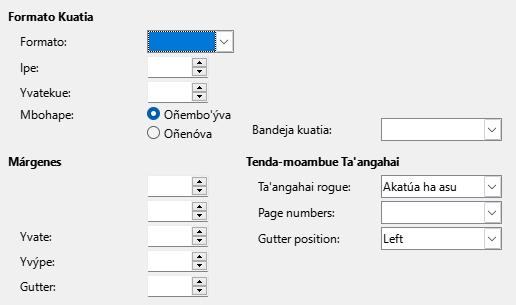 Formato Kuatia
Formato:
Ipe:
Yvatekue:
Mbohape:
Oñembo'ýva
Oñenóva
Bandeja kuatia:
Márgenes
Tenda-moambue Ta'angahai
Ta'angahai rogue:
Akatúa ha asu
Page numbers:
Yvate:
Gutter position:
Left
Yvýpe:
Gutter: